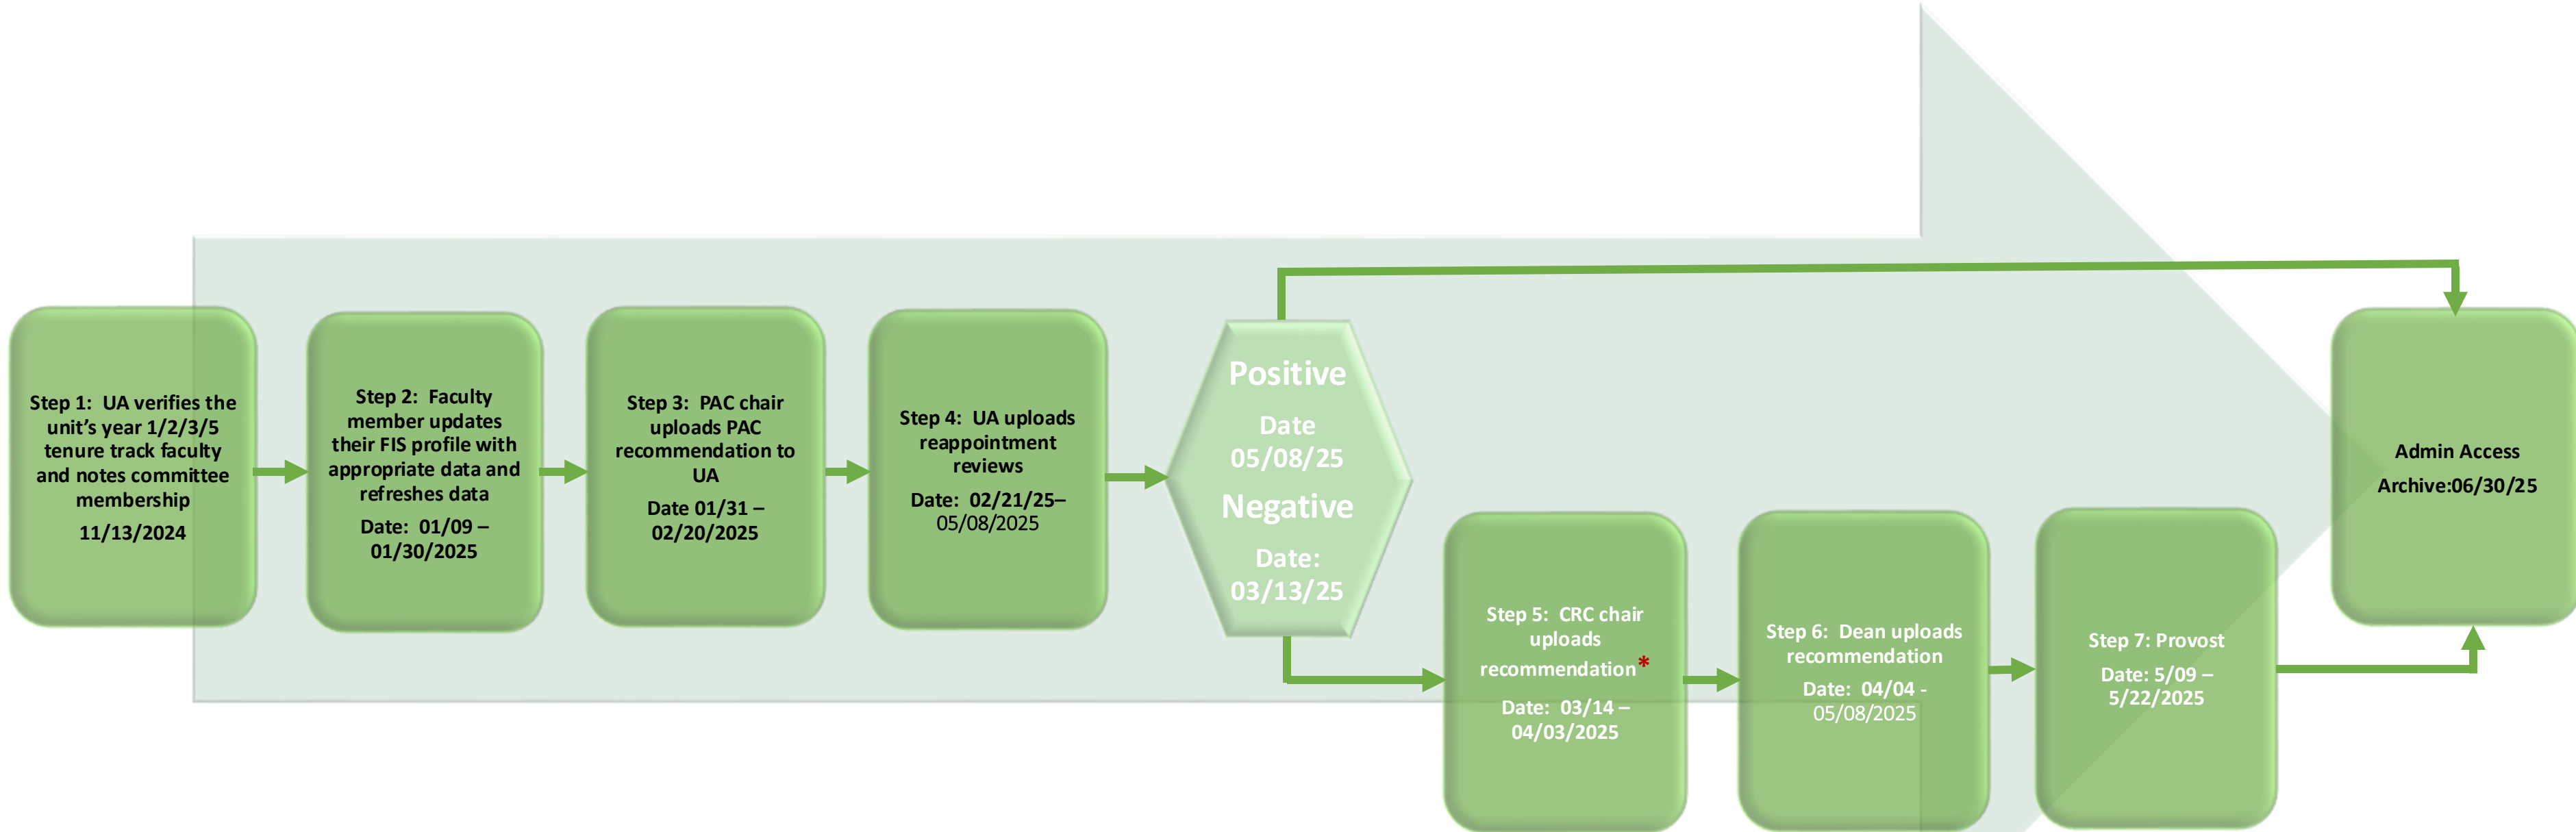 Step 1:  UA verifies the
unit’s year 1/2/3/5
tenure track faculty
and notes committee
membership
11/13/2024
Step 2:  Faculty
member updates
their FIS profile with
appropriate data and
refreshes data
Date:  01/09 –
01/30/2025
Step 3:  PAC chair
uploads PAC
recommendation to
UA
Date 01/31 –
02/20/2025
Step 4:  UA uploads
reappointment
reviews
Date:  02/21/25–
05/08/2025
Positive
Date
05/08/25
Negative
Date:
03/13/25
Step 5:  CRC chair
uploads
recommendation*
Date:  03/14 –
04/03/2025
Step 6:  Dean uploads
recommendation
Date:  04/04 -
05/08/2025
Step 7: Provost
Date: 5/09 –
5/22/2025
Admin Access
Archive:06/30/25